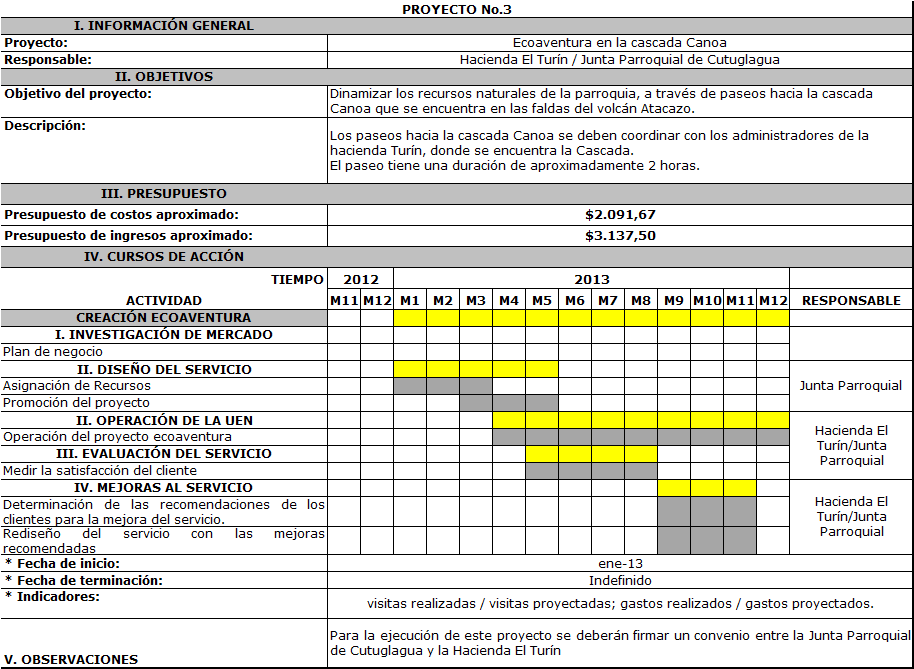 PROYECTO No.3
I. INFORMACIÓN GENERAL
Proyecto: Ecoaventura en la cascada Canoa
Responsable: Hacienda El Turín / Junta Parroquial de Cutuglagua
II. OBJETIVOS
Objetivo del proyecto: Dinamizar los recursos naturales de la parroquia, a través de paseos hacia la cascada
Canoa que se encuentra en las faldas del volcán Atacazo.
Descripción:
Los paseos hacia la cascada Canoa se deben coordinar con los administradores de la
hacienda Turín, donde se encuentra la Cascada.
El paseo tiene una duración de aproximadamente 2 horas.
III. PRESUPUESTO
Presupuesto de costos aproximado: $2.091,67
Presupuesto de ingresos aproximado: $3.137,50
IV. CURSOS DE ACCIÓN
TIEMPO 2012 2013
ACTIVIDAD M11 M12 M1 M2 M3 M4 M5 M6 M7 M8 M9 M10 M11 M12 RESPONSABLE
CREACIÓN ECOAVENTURA
I. INVESTIGACIÓN DE MERCADO
Plan de negocio
II. DISEÑO DEL SERVICIO
Asignación de Recursos Junta Parroquial
Promoción del proyecto
II. OPERACIÓN DE LA UEN
Operación del proyecto ecoaventura
Hacienda El
Turín/Junta
Parroquial
III. EVALUACIÓN DEL SERVICIO
Medir la satisfacción del cliente
IV. MEJORAS AL SERVICIO
Determinación de las recomendaciones de los
clientes para la mejora del servicio.
Hacienda El
Turín/Junta
Parroquial
Rediseño del servicio con las mejoras
recomendadas
* Fecha de inicio: ene-13
* Fecha de terminación: Indefinido
* Indicadores:
visitas realizadas / visitas proyectadas; gastos realizados / gastos proyectados.
Para la ejecución de este proyecto se deberán firmar un convenio entre la Junta Parroquial
de Cutuglagua y la Hacienda El Turín
V. OBSERVACIONES